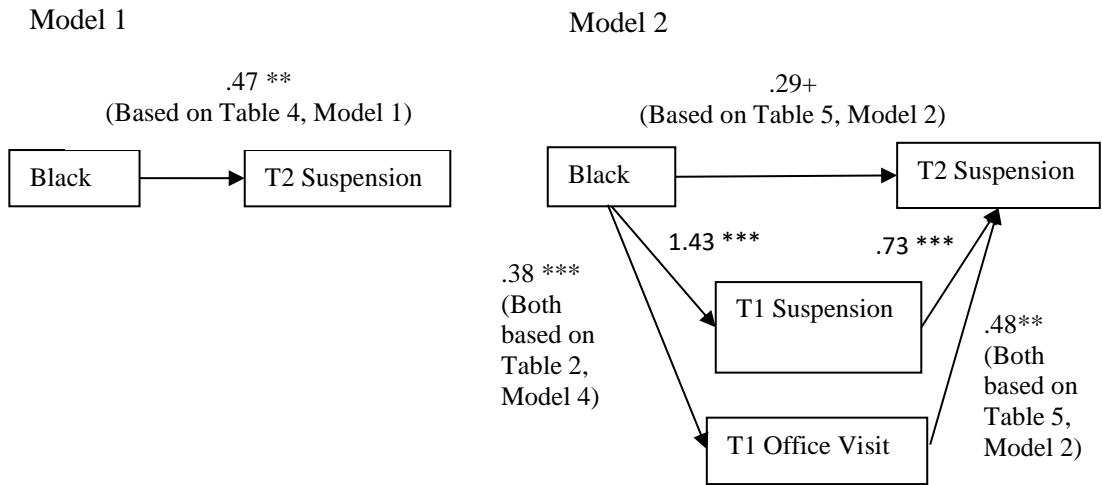 Model 1
.47 **
(Based on Table 4, Model 1)
Black
T2 Suspension
Model 2
.29+
(Based on Table 5, Model 2)
Black
T2 Suspension
1.43 ***
.73 ***
.38 ***
(Both
based on
Table 2,
Model 4)
T1 Suspension
.48**
(Both
based on
Table 5,
Model 2)
T1 Office Visit